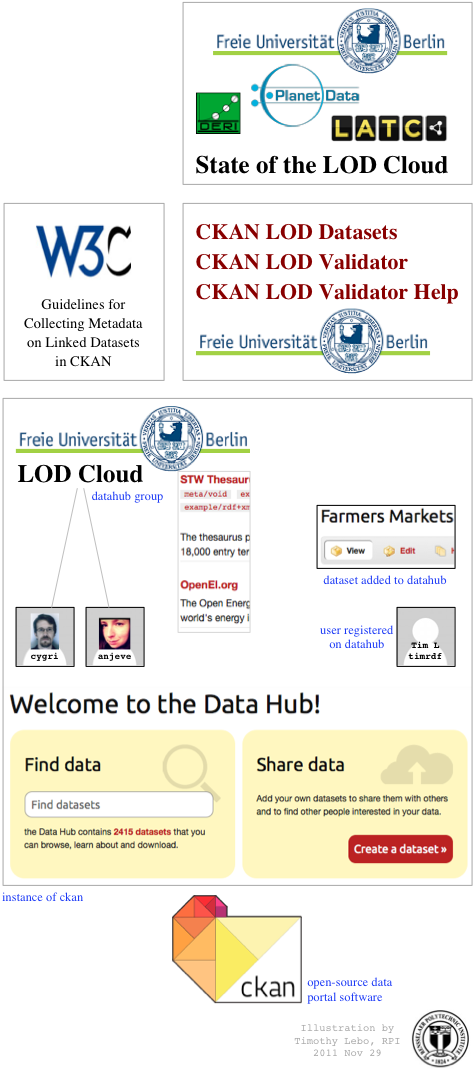 Freie Universität Berlin
PlanetData
DERI
LATC
State of the LOD Cloud
W3C
Guidelines for
Collecting Metadata
on Linked Datasets
in CKAN
CKAN LOD Datasets
CKAN LOD Validator
CKAN LOD Validator Help
Freie Universität Berlin
Freie Universität Berlin
LOD Cloud
datahub group
STW Thesaur
meta/void ex
example/rdf+xm
The thesaurus p
18,000 entry ter
OpenEI.org
The Open Energ
world's energy i
Farmers Markets
View Edit H
dataset added to datahub
cygri
anjeve
user registered
on datahub
Tim L
timrdf
Welcome to the Data Hub!
Find data
Find datasets
the Data Hub contains 2415 datasets that you
can browse, learn about and download.
Share data
Add your own datasets to share them with others
and to find other people interested in your data.
Create a dataset »
instance of ckan
ckan
open-source data
portal software
Illustration by
Timothy Lebo, RPI
2011 Nov 29
RENSSELAER POLYTECHNIC INSTITUTE
1824